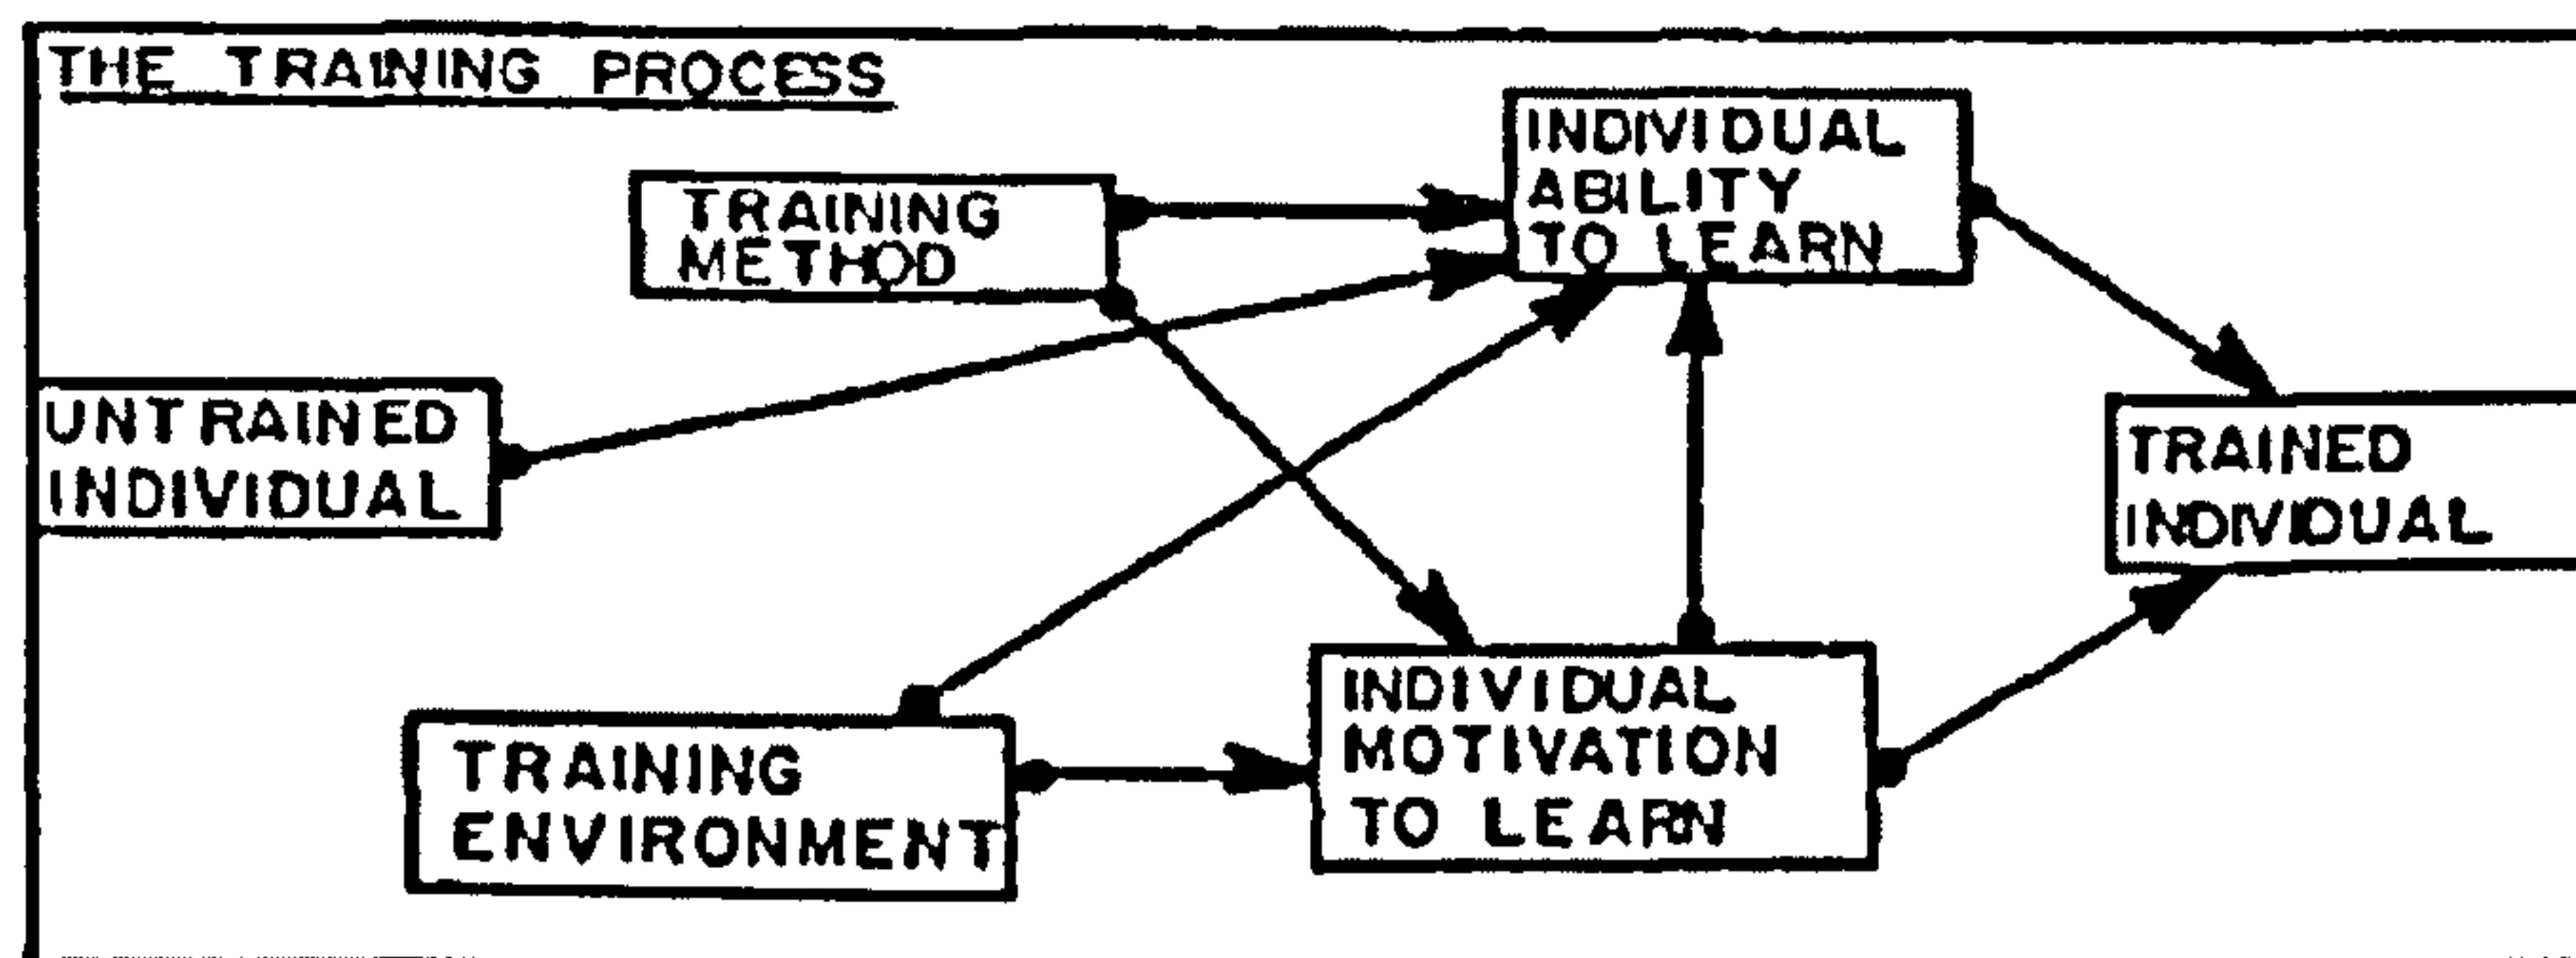 THE TRAINING PROCESS
INDIVIDUAL
ABILITY
TO LEARN
TRAINING
METHOD
UNTRAINED
INDIVIDUAL
TRAINED
INDIVIDUAL
INDIVIDUAL
MOTIVATION
TO LEARN
TRAINING
ENVIRONMENT